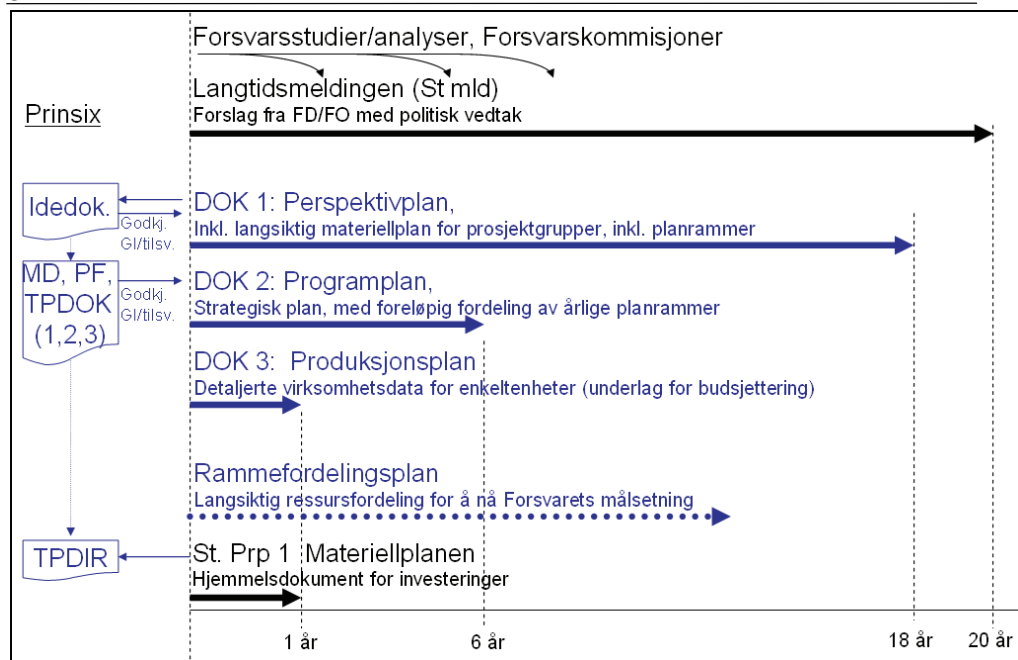 Forsvarsstudier/analyser, Forsvarskommisjoner
Langtidsmeldingen (St mld)
Forslag fra FD/FO med politisk vedtak
Prinsix
Idedok.
Godkj.
GI/tilsv.
DOK 1: Perspektivplan,
Inkl. langsiktig materiellplan for prosjektgrupper, inkl. planrammer
MD, PF,
TPDOK
(1,2,3)
Godkj.
GI/tilsv.
DOK 2: Programplan,
Strategisk plan, med foreløpig fordeling av årlige planrammer
DOK 3: Produksjonsplan
Detaljerte virksomhetsdata for enkeltenheter (underlag for budsjettering)
Rammefordelingsplan
Langsiktig ressursfordeling for å nå Forsvarets målsetning
TPDIR
St. Prp 1 Materiellplanen
Hjemmelsdokument for investeringer
1 år
6 år
18 år
20 år